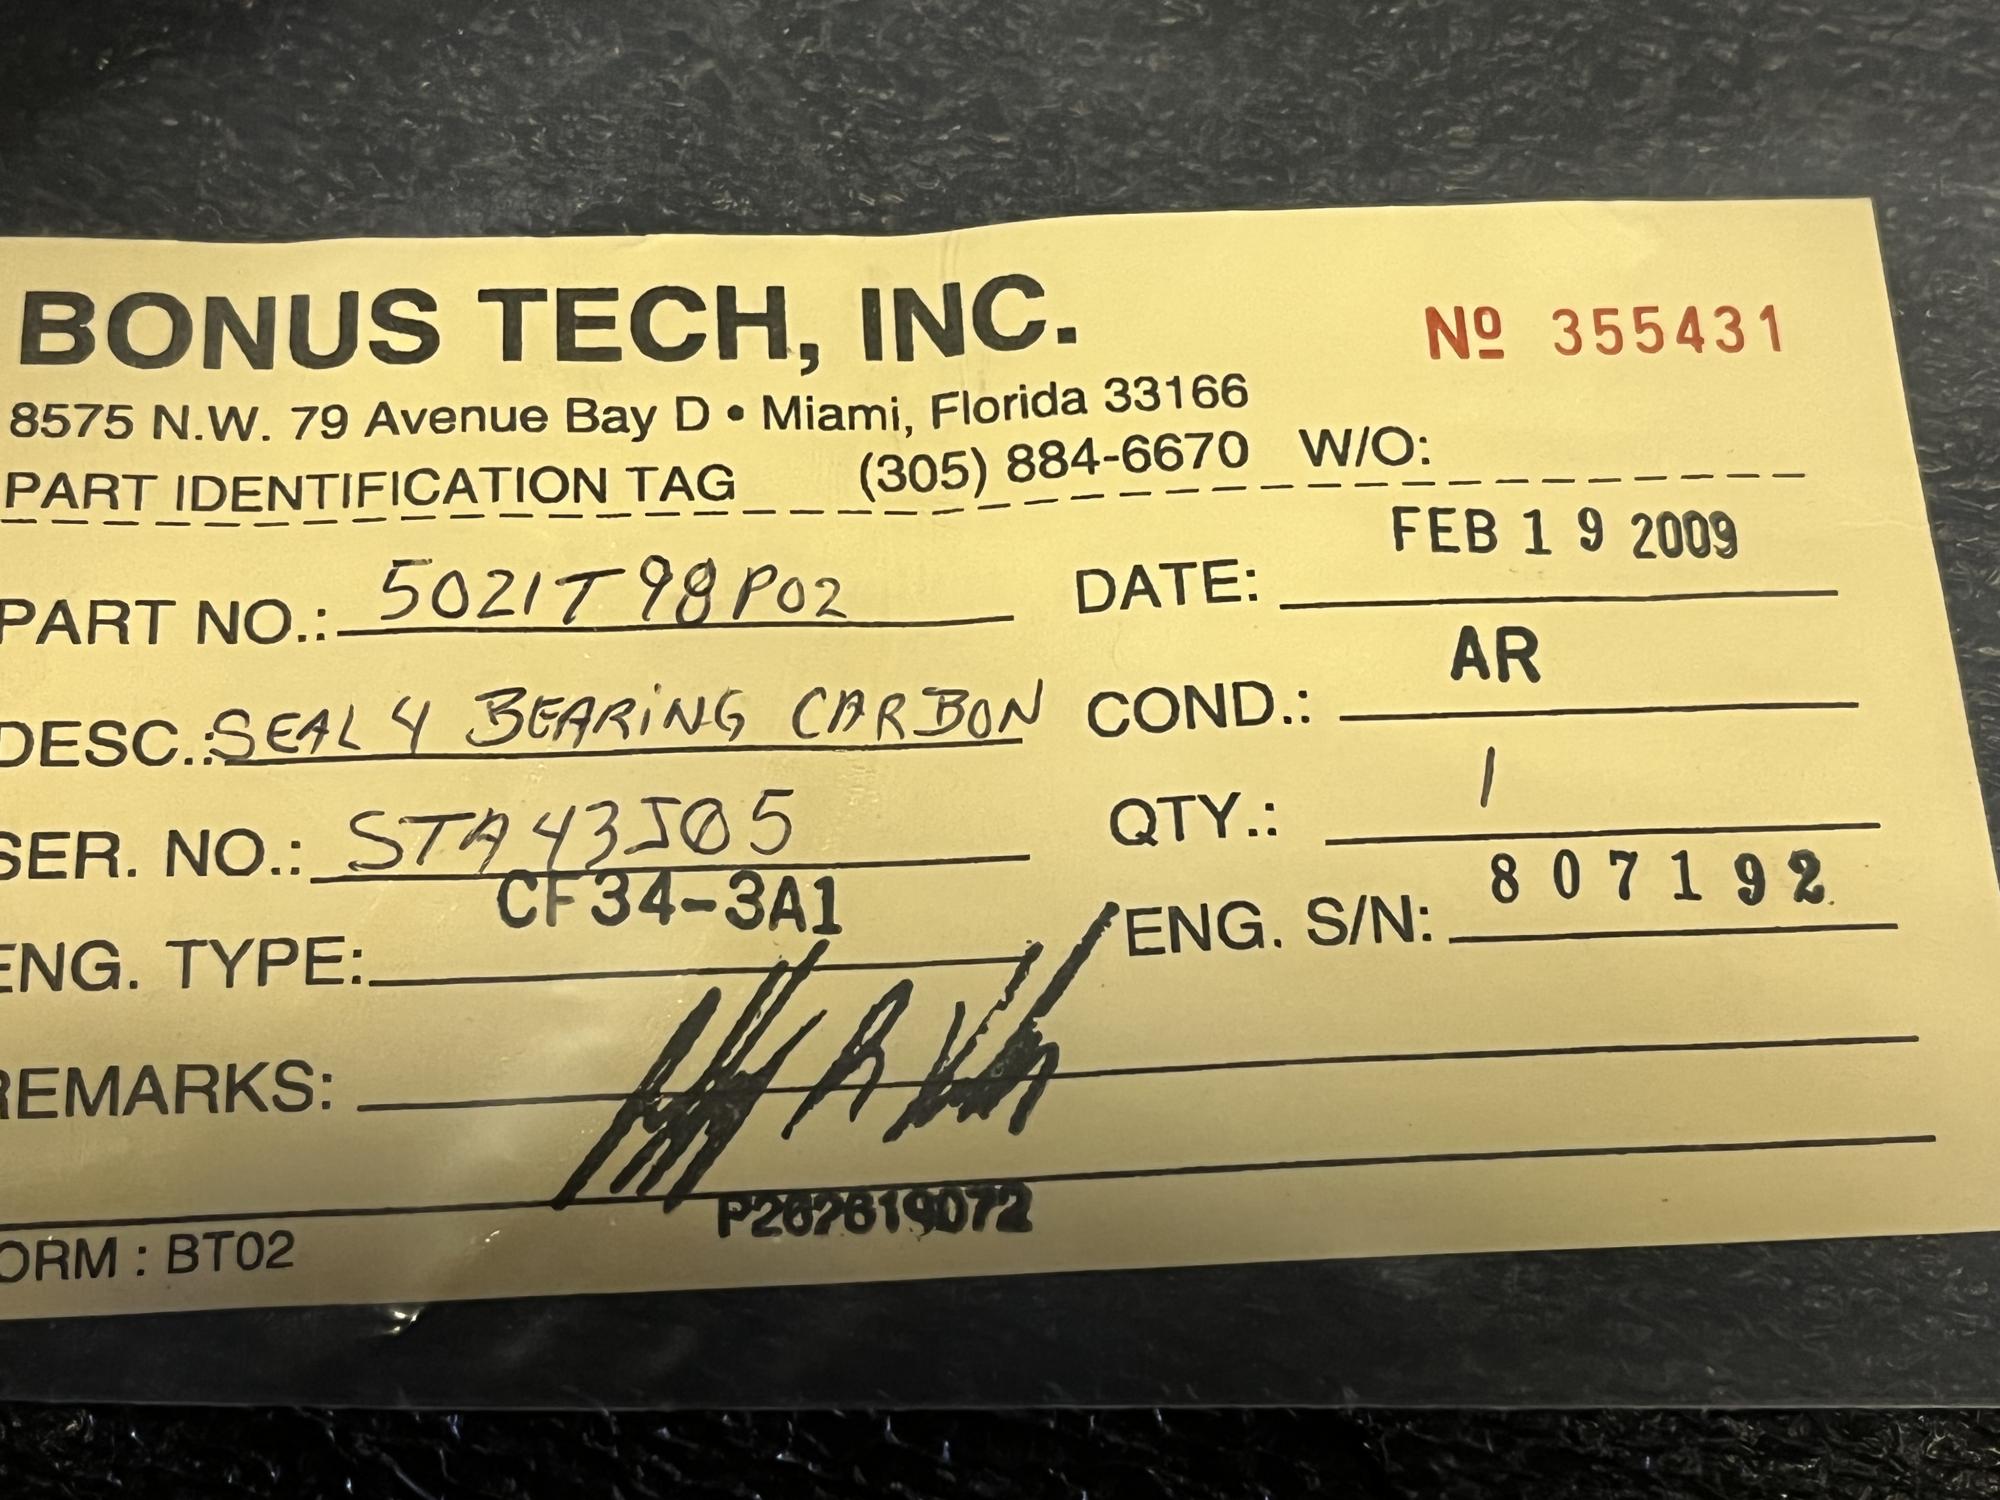 BONUS TECH, INC.
Nº 355431
8575 N.W. 79 Avenue Bay D • Miami, Florida 33166
PART IDENTIFICATION TAG (305) 884-6670 W/O:
PART NO.: 5021T98P02 DATE: FEB 19 2009
DESC.: SEAL 4 BEARING CARBON COND.: AR
SER. NO.: STA43J05 QTY.: 1
ENG. TYPE: CF34-3A1 ENG. S/N: 807192
REMARKS:
P262619072
ORM : BT02